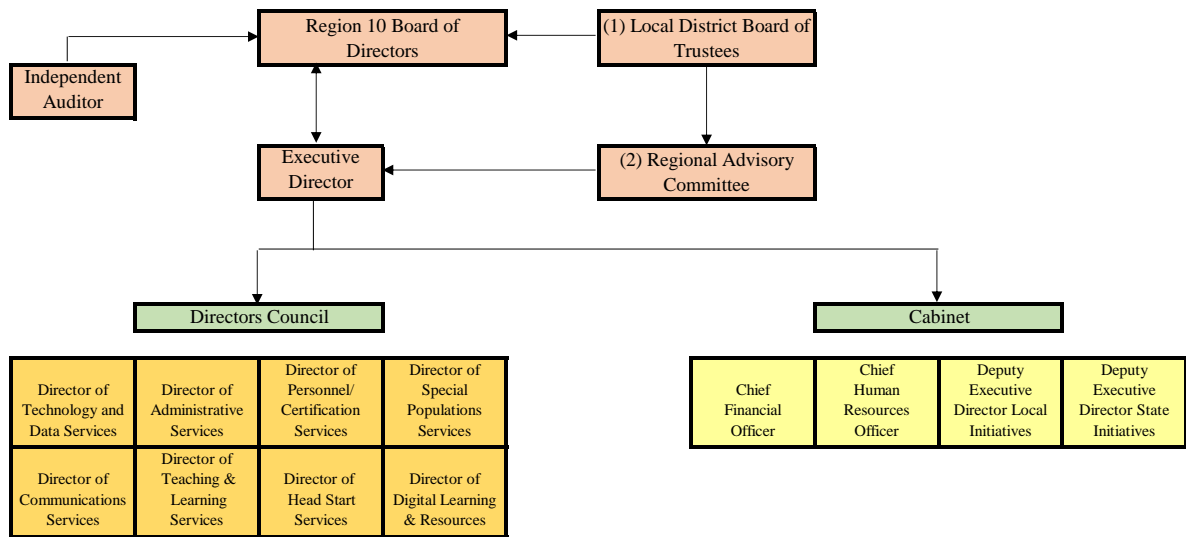 Region 10 Board of
Directors
(1) Local District Board of
Trustees
Independent
Auditor
Executive
Director
(2) Regional Advisory
Committee
Directors Council
Cabinet
Director of
Technology and
Data Services
Director of
Administrative
Services
Director of
Personnel/
Certification
Services
Director of
Special
Populations
Services
Chief
Financial
Officer
Chief
Human
Resources
Officer
Deputy
Executive
Director Local
Initiatives
Deputy
Executive
Director State
Initiatives
Director of
Communications
Services
Director of
Teaching &
Learning
Services
Director of
Head Start
Services
Director of
Digital Learning
& Resources